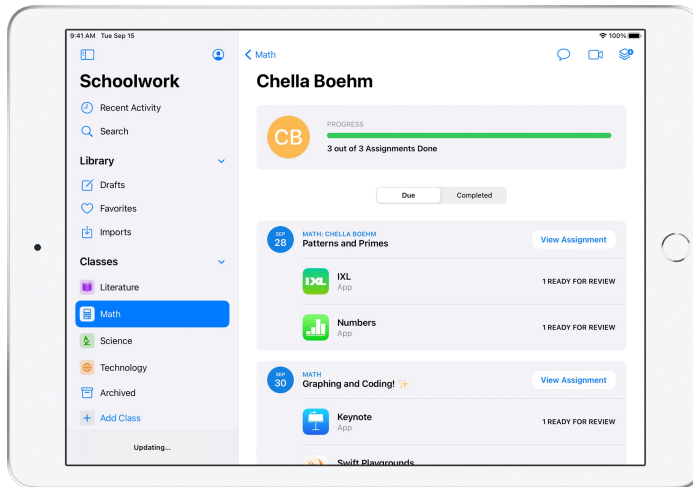 9:41 AM Tue Sep 15
100%
Schoolwork
Recent Activity
Search
Library
Drafts
Favorites
Imports
Classes
Literature
Math
Science
Technology
Archived
Add Class
Updating...
Math
Chella Boehm
CB
PROGRESS
3 out of 3 Assignments Done
Due
Completed
SEP
28
MATH: CHELLA BOEHM
Patterns and Primes
View Assignment
IXL
IXL
App
1 READY FOR REVIEW
Numbers
App
1 READY FOR REVIEW
SEP
30
MATH
Graphing and Coding! ✨
View Assignment
Keynote
App
1 READY FOR REVIEW
Swift Playgrounds